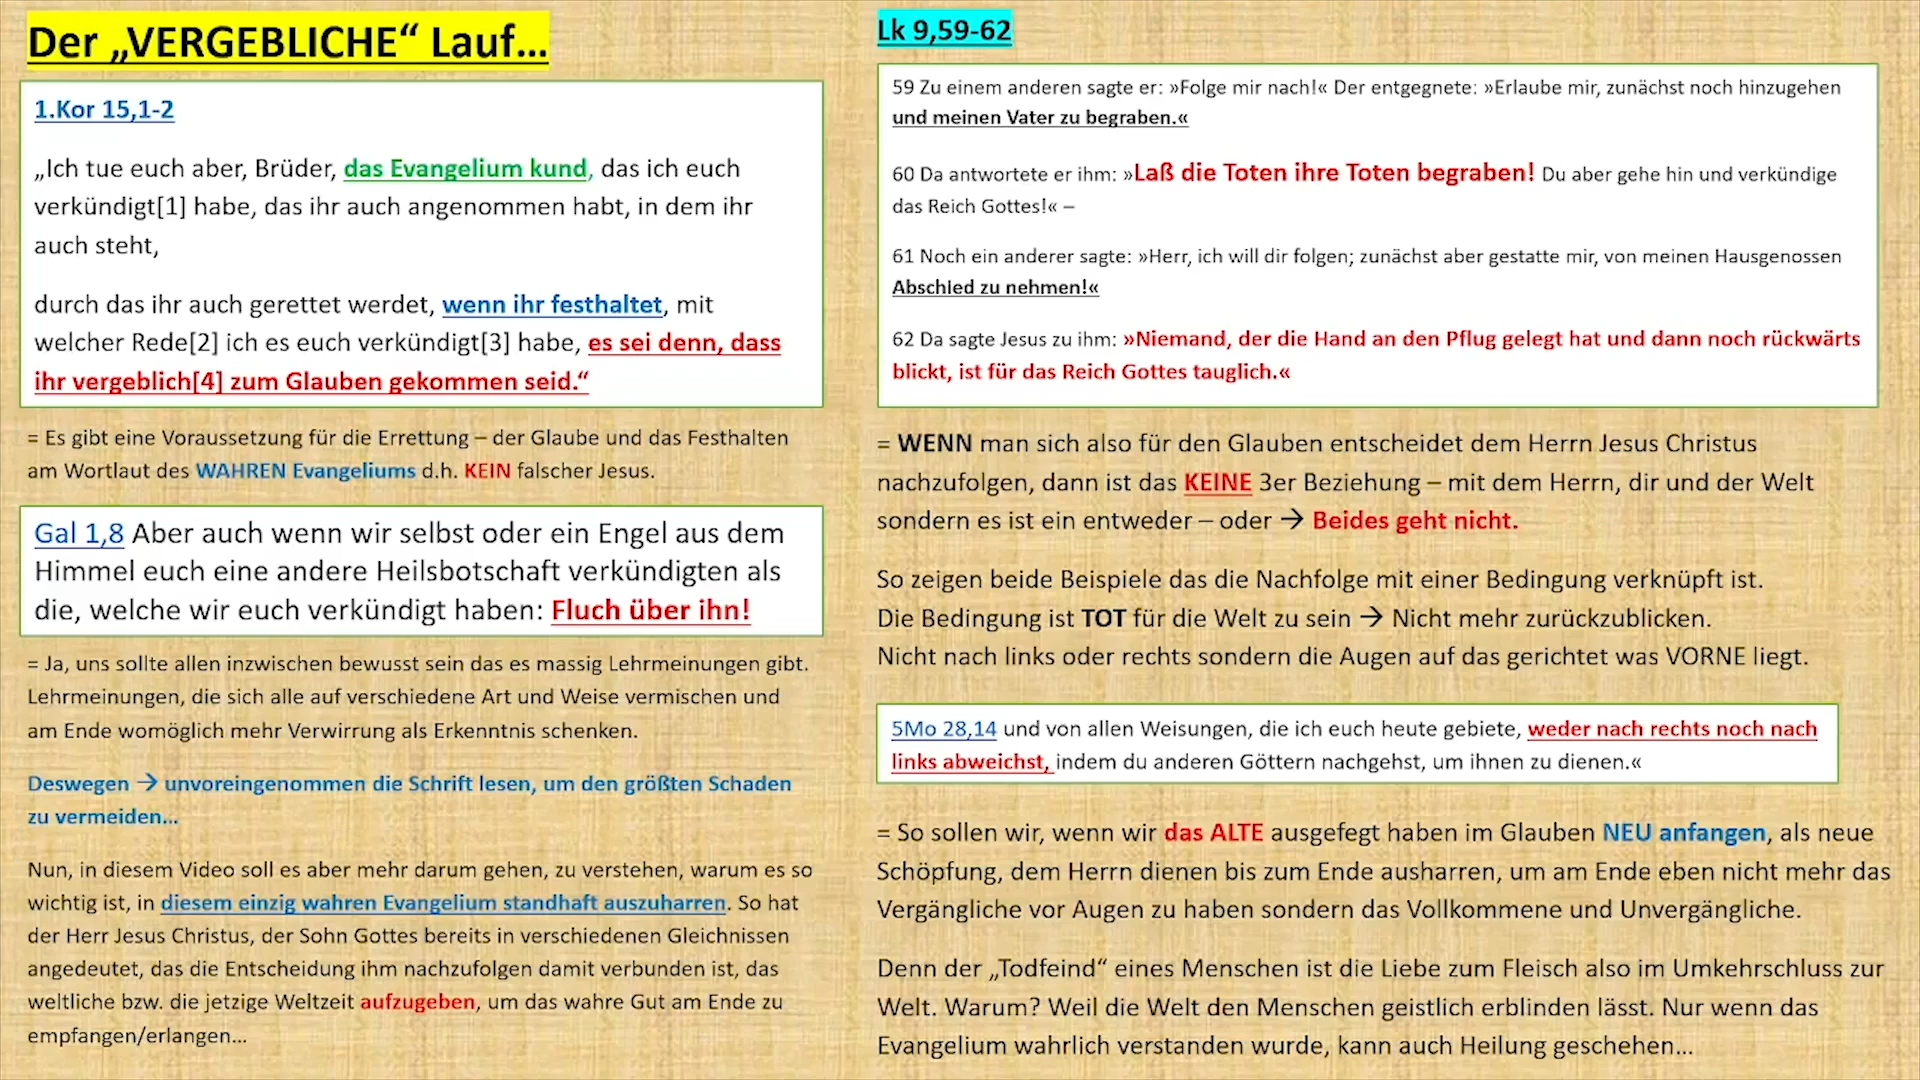 Der „VERGEBLICHE“ Lauf...
1.Kor 15,1-2
„Ich tue euch aber, Brüder, das Evangelium kund, das ich euch
verkündigt[1] habe, das ihr auch angenommen habt, in dem ihr
auch steht,
durch das ihr auch gerettet werdet, wenn ihr festhaltet, mit
welcher Rede[2] ich es euch verkündigt[3] habe, es sei denn, dass
ihr vergeblich[4] zum Glauben gekommen seid.“
= Es gibt eine Voraussetzung für die Errettung – der Glaube und das Festhalten
am Wortlaut des WAHREN Evangeliums d.h. KEIN falscher Jesus.
Gal 1,8 Aber auch wenn wir selbst oder ein Engel aus dem
Himmel euch eine andere Heilsbotschaft verkündigten als
die, welche wir euch verkündigt haben: Fluch über ihn!
= Ja, uns sollte allen inzwischen bewusst sein das es massig Lehrmeinungen gibt.
Lehrmeinungen, die sich alle auf verschiedene Art und Weise vermischen und
am Ende womöglich mehr Verwirrung als Erkenntnis schenken.
Deswegen → unvoreingenommen die Schrift lesen, um den größten Schaden
zu vermeiden...
Nun, in diesem Video soll es aber mehr darum gehen, zu verstehen, warum es so
wichtig ist, in diesem einzig wahren Evangelium standhaft auszuharren. So hat
der Herr Jesus Christus, der Sohn Gottes bereits in verschiedenen Gleichnissen
angedeutet, das die Entscheidung ihm nachzufolgen damit verbunden ist, das
weltliche bzw. die jetzige Weltzeit aufzugeben, um das wahre Gut am Ende zu
empfangen/erlangen...
Lk 9,59-62
59 Zu einem anderen sagte er: »Folge mir nach!« Der entgegnete: »Erlaube mir, zunächst noch hinzugehen
und meinen Vater zu begraben.«
60 Da antwortete er ihm: »Laß die Toten ihre Toten begraben! Du aber gehe hin und verkündige
das Reich Gottes!« –
61 Noch ein anderer sagte: »Herr, ich will dir folgen; zunächst aber gestatte mir, von meinen Hausgenossen
Abschied zu nehmen!«
62 Da sagte Jesus zu ihm: »Niemand, der die Hand an den Pflug gelegt hat und dann noch rückwärts
blickt, ist für das Reich Gottes tauglich.«
= WENN man sich also für den Glauben entscheidet dem Herrn Jesus Christus
nachzufolgen, dann ist das KEINE 3er Beziehung – mit dem Herrn, dir und der Welt
sondern es ist ein entweder – oder → Beides geht nicht.
So zeigen beide Beispiele das die Nachfolge mit einer Bedingung verknüpft ist.
Die Bedingung ist TOT für die Welt zu sein → Nicht mehr zurückzublicken.
Nicht nach links oder rechts sondern die Augen auf das gerichtet was VORNE liegt.
5Mo 28,14 und von allen Weisungen, die ich euch heute gebiete, weder nach rechts noch nach
links abweichst, indem du anderen Göttern nachgehst, um ihnen zu dienen.«
= So sollen wir, wenn wir das ALTE ausgefegt haben im Glauben NEU anfangen, als neue
Schöpfung, dem Herrn dienen bis zum Ende ausharren, um am Ende eben nicht mehr das
Vergängliche vor Augen zu haben sondern das Vollkommene und Unvergängliche.
Denn der „Todfeind“ eines Menschen ist die Liebe zum Fleisch also im Umkehrschluss zur
Welt. Warum? Weil die Welt den Menschen geistlich erblinden lässt. Nur wenn das
Evangelium wahrlich verstanden wurde, kann auch Heilung geschehen...